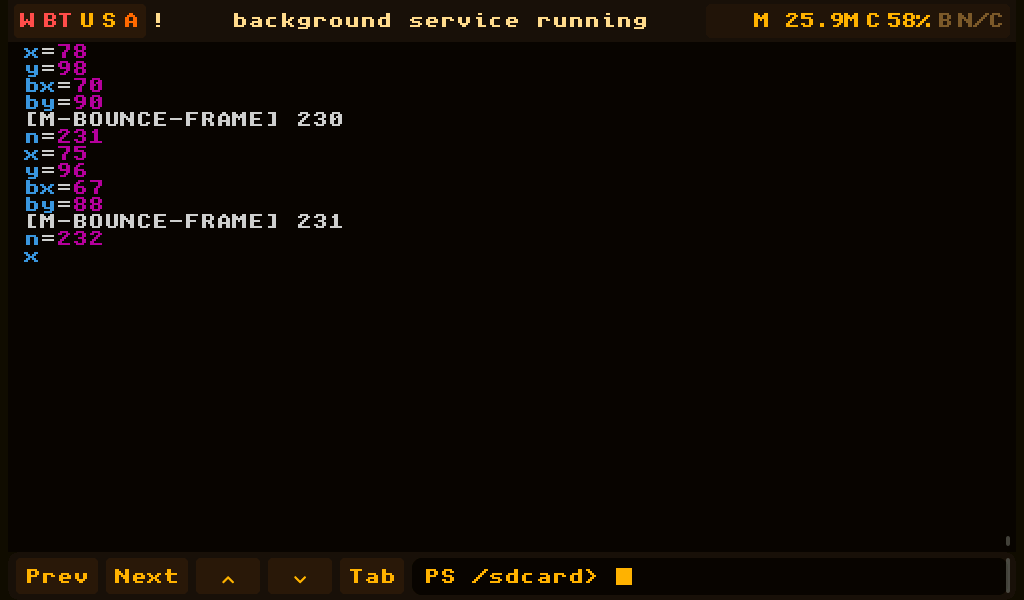 W BT U S A ! background service running M 25.9M C 58% B N/C
x=78
y=98
bx=70
by=90
[M-BOUNCE-FRAME] 230
n=231
x=75
y=96
bx=67
by=88
[M-BOUNCE-FRAME] 231
n=232
x
Prev Next ^ v Tab PS /sdcard>